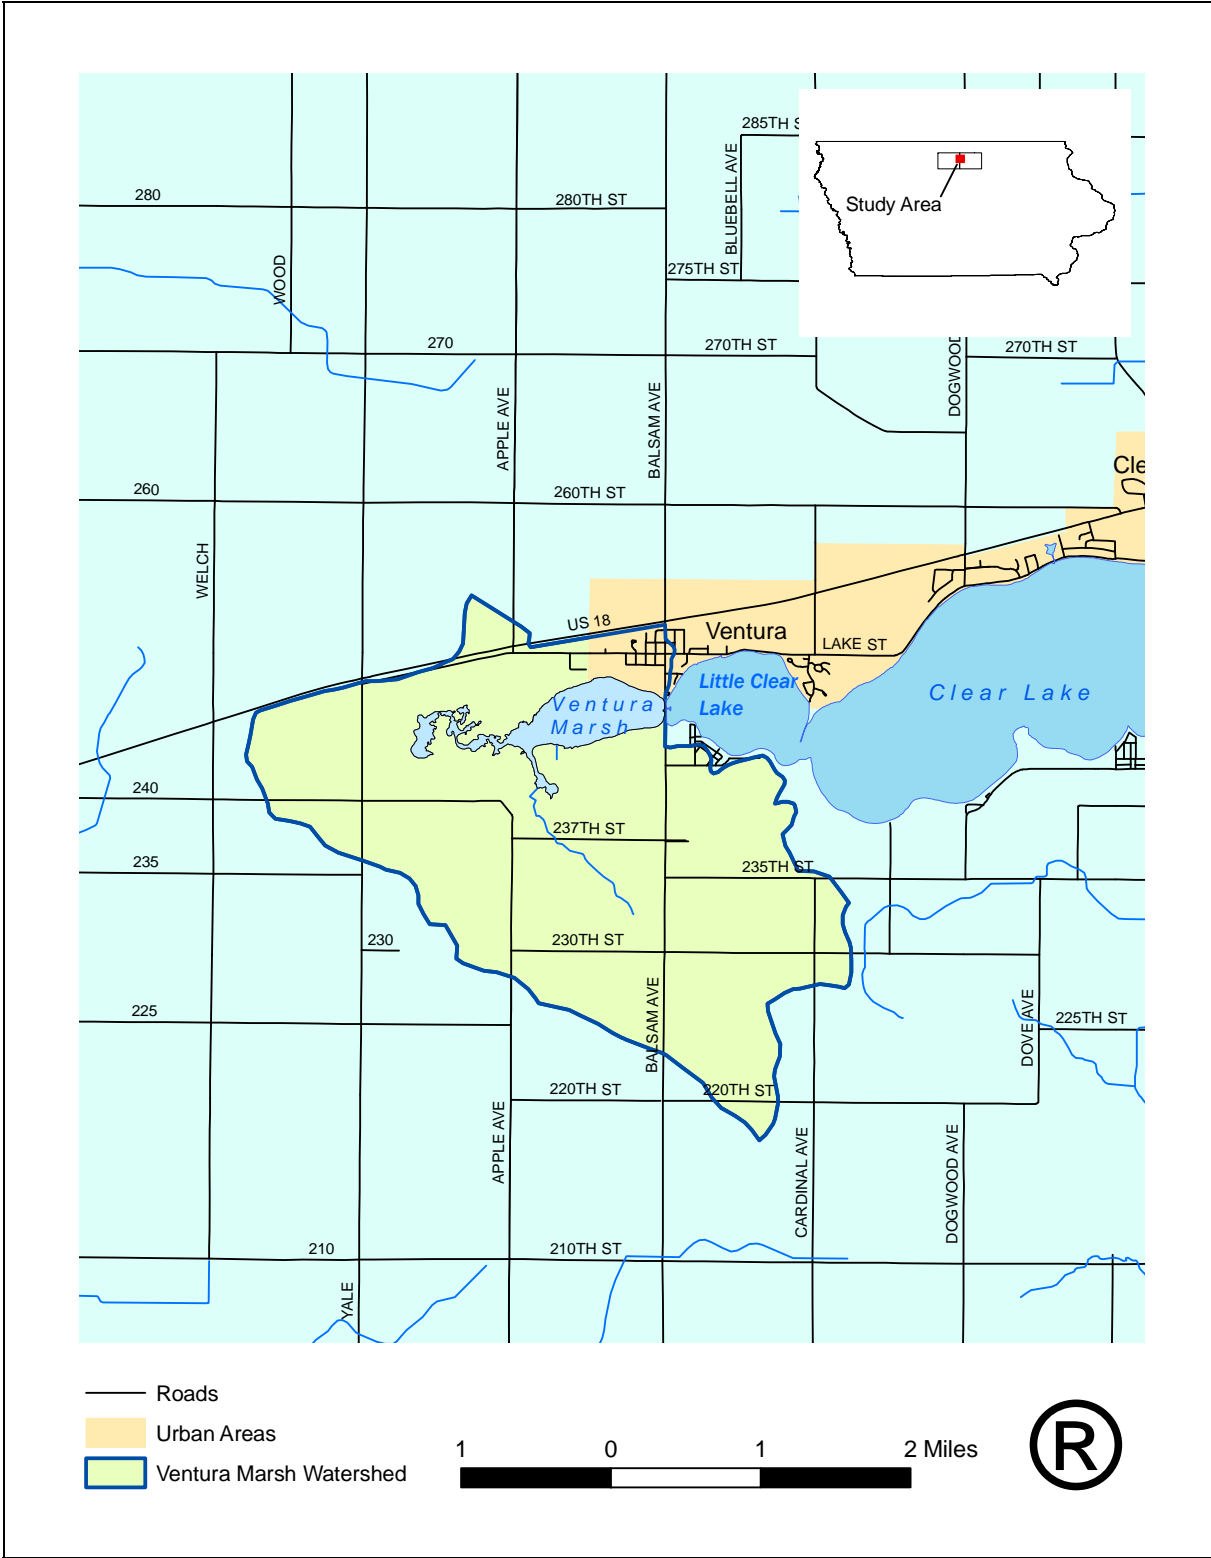 285TH S
BLUEBELL AVE
Study Area
280
280TH ST
WOOD
275TH ST
270
270TH ST
DOGWOOD
270TH ST
APPLE AVE
BALSAM AVE
Cle
260
260TH ST
WELCH
US 18
Ventura
LAKE ST
Little Clear
Lake
Clear Lake
Ventura
Marsh
240
237TH ST
235
235TH ST
230
230TH ST
BALSAM AVE
DOVE AVE
225
225TH ST
220TH ST
220TH ST
APPLE AVE
CARDINAL AVE
DOGWOOD AVE
210
210TH ST
YALE
Roads
Urban Areas
Ventura Marsh Watershed
1 0 1 2 Miles
®